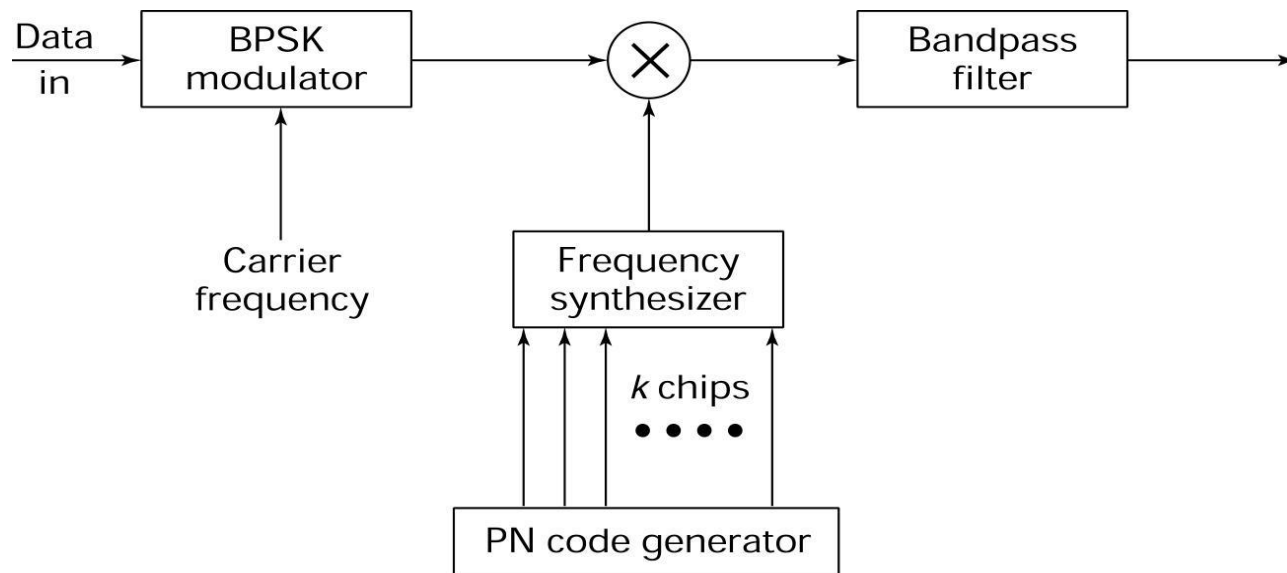 Data
in
BPSK
modulator
Bandpass
filter
Carrier
frequency
Frequency
synthesizer
k chips
PN code generator